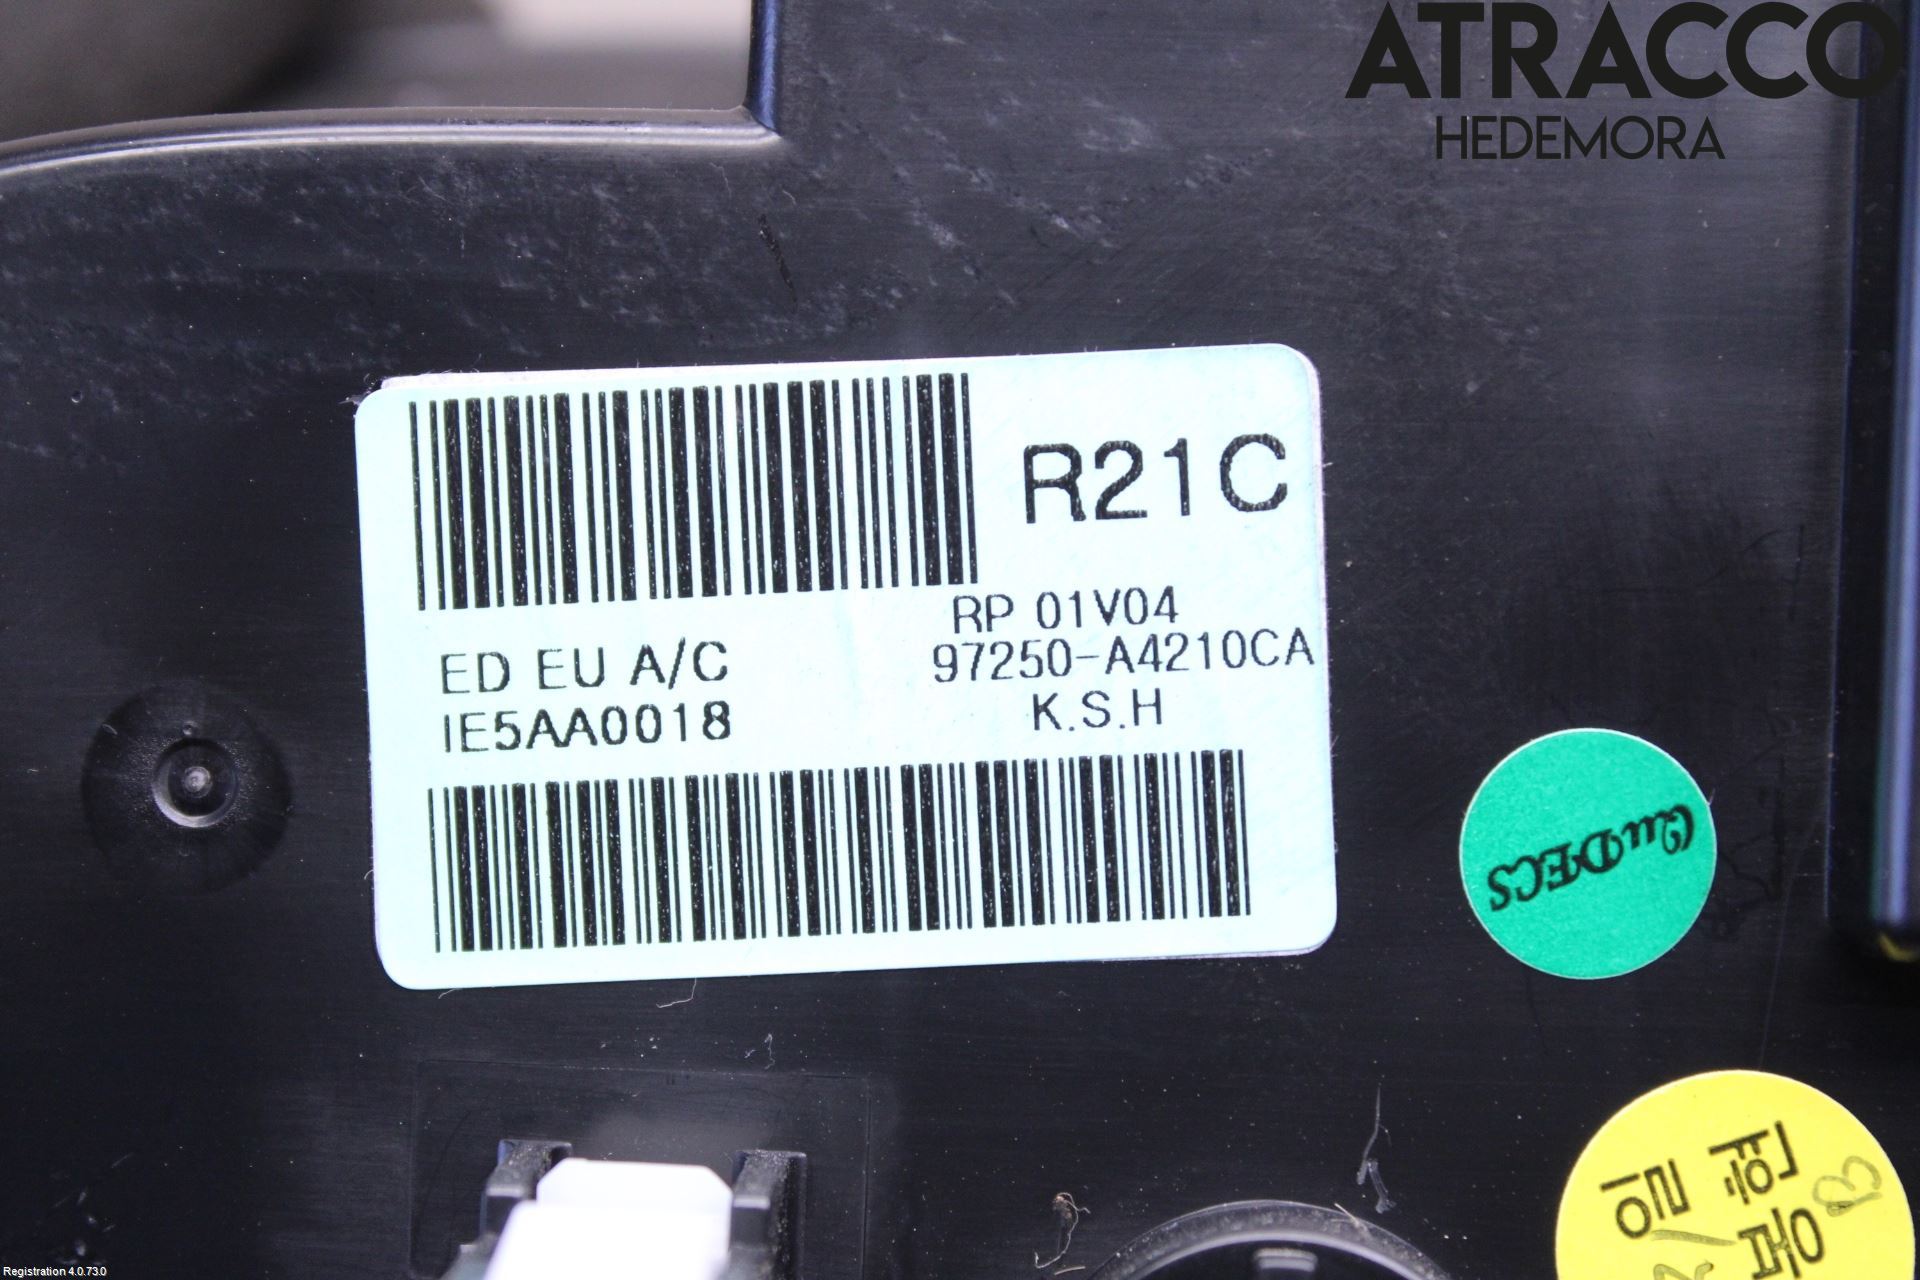 ATRACCO
HEDEMORA
R21C
RP 01V04
ED EU A/C
97250-A4210CA
IE5AA0018
K.S.H
Registration 4.0.73.0